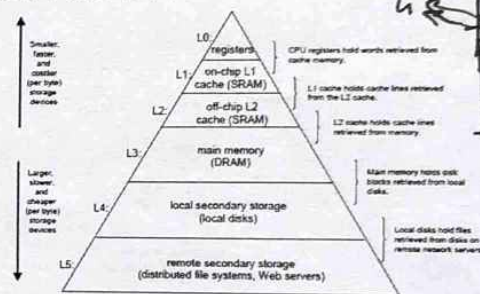 Smaller,
faster,
and
costlier
(per byte)
storage
devices
Larger,
slower,
and
cheaper
(per byte)
storage
devices
L0:
registers
CPU registers hold words retrieved from
cache memory.
L1:
on-chip L1
cache (SRAM)
L1 cache holds cache lines retrieved
from the L2 cache.
L2:
off-chip L2
cache (SRAM)
L2 cache holds cache lines
retrieved from memory.
L3:
main memory
(DRAM)
Main memory holds disk
blocks retrieved from local
disks.
L4:
local secondary storage
(local disks)
Local disks hold files
retrieved from disks on
remote network servers
L5:
remote secondary storage
(distributed file systems, Web servers)